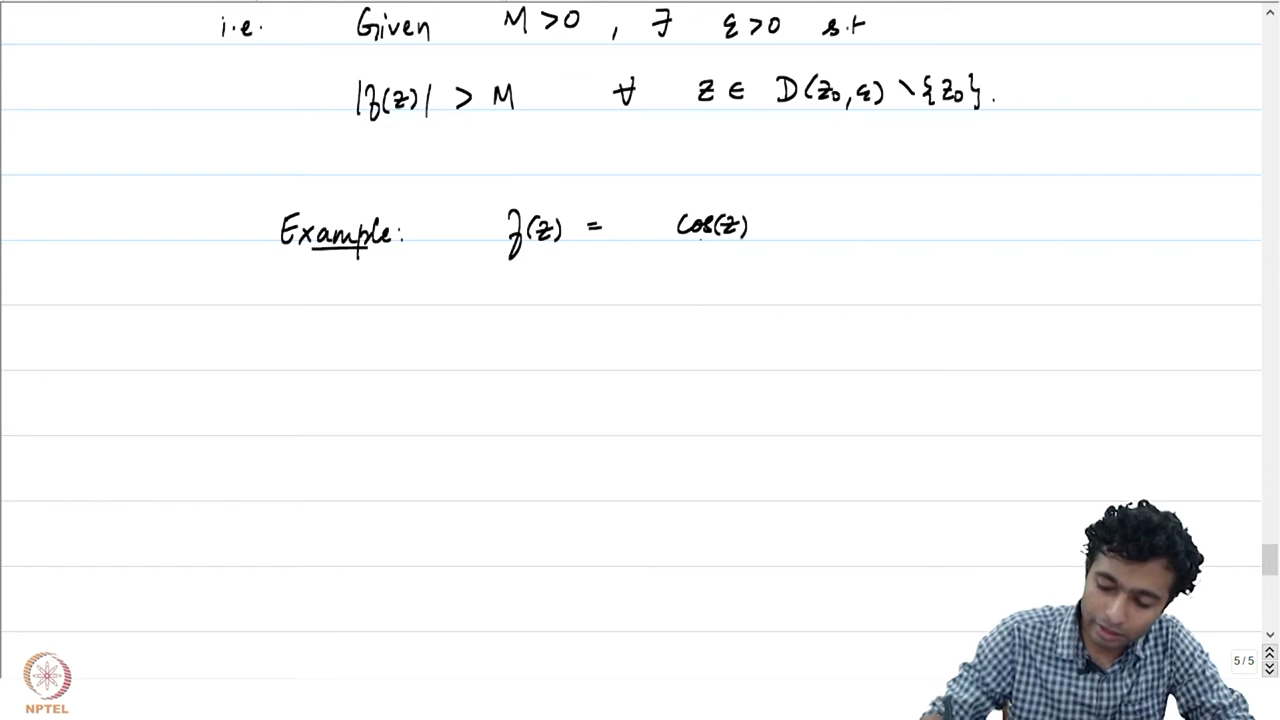 i.e. Given M > 0 , ∃ ε > 0 s.t
|f(z)| > M ∀ z ∈ D(z₀, ε) \ {z₀}.
Example: f(z) = cos(z)
5 / 5
NPTEL